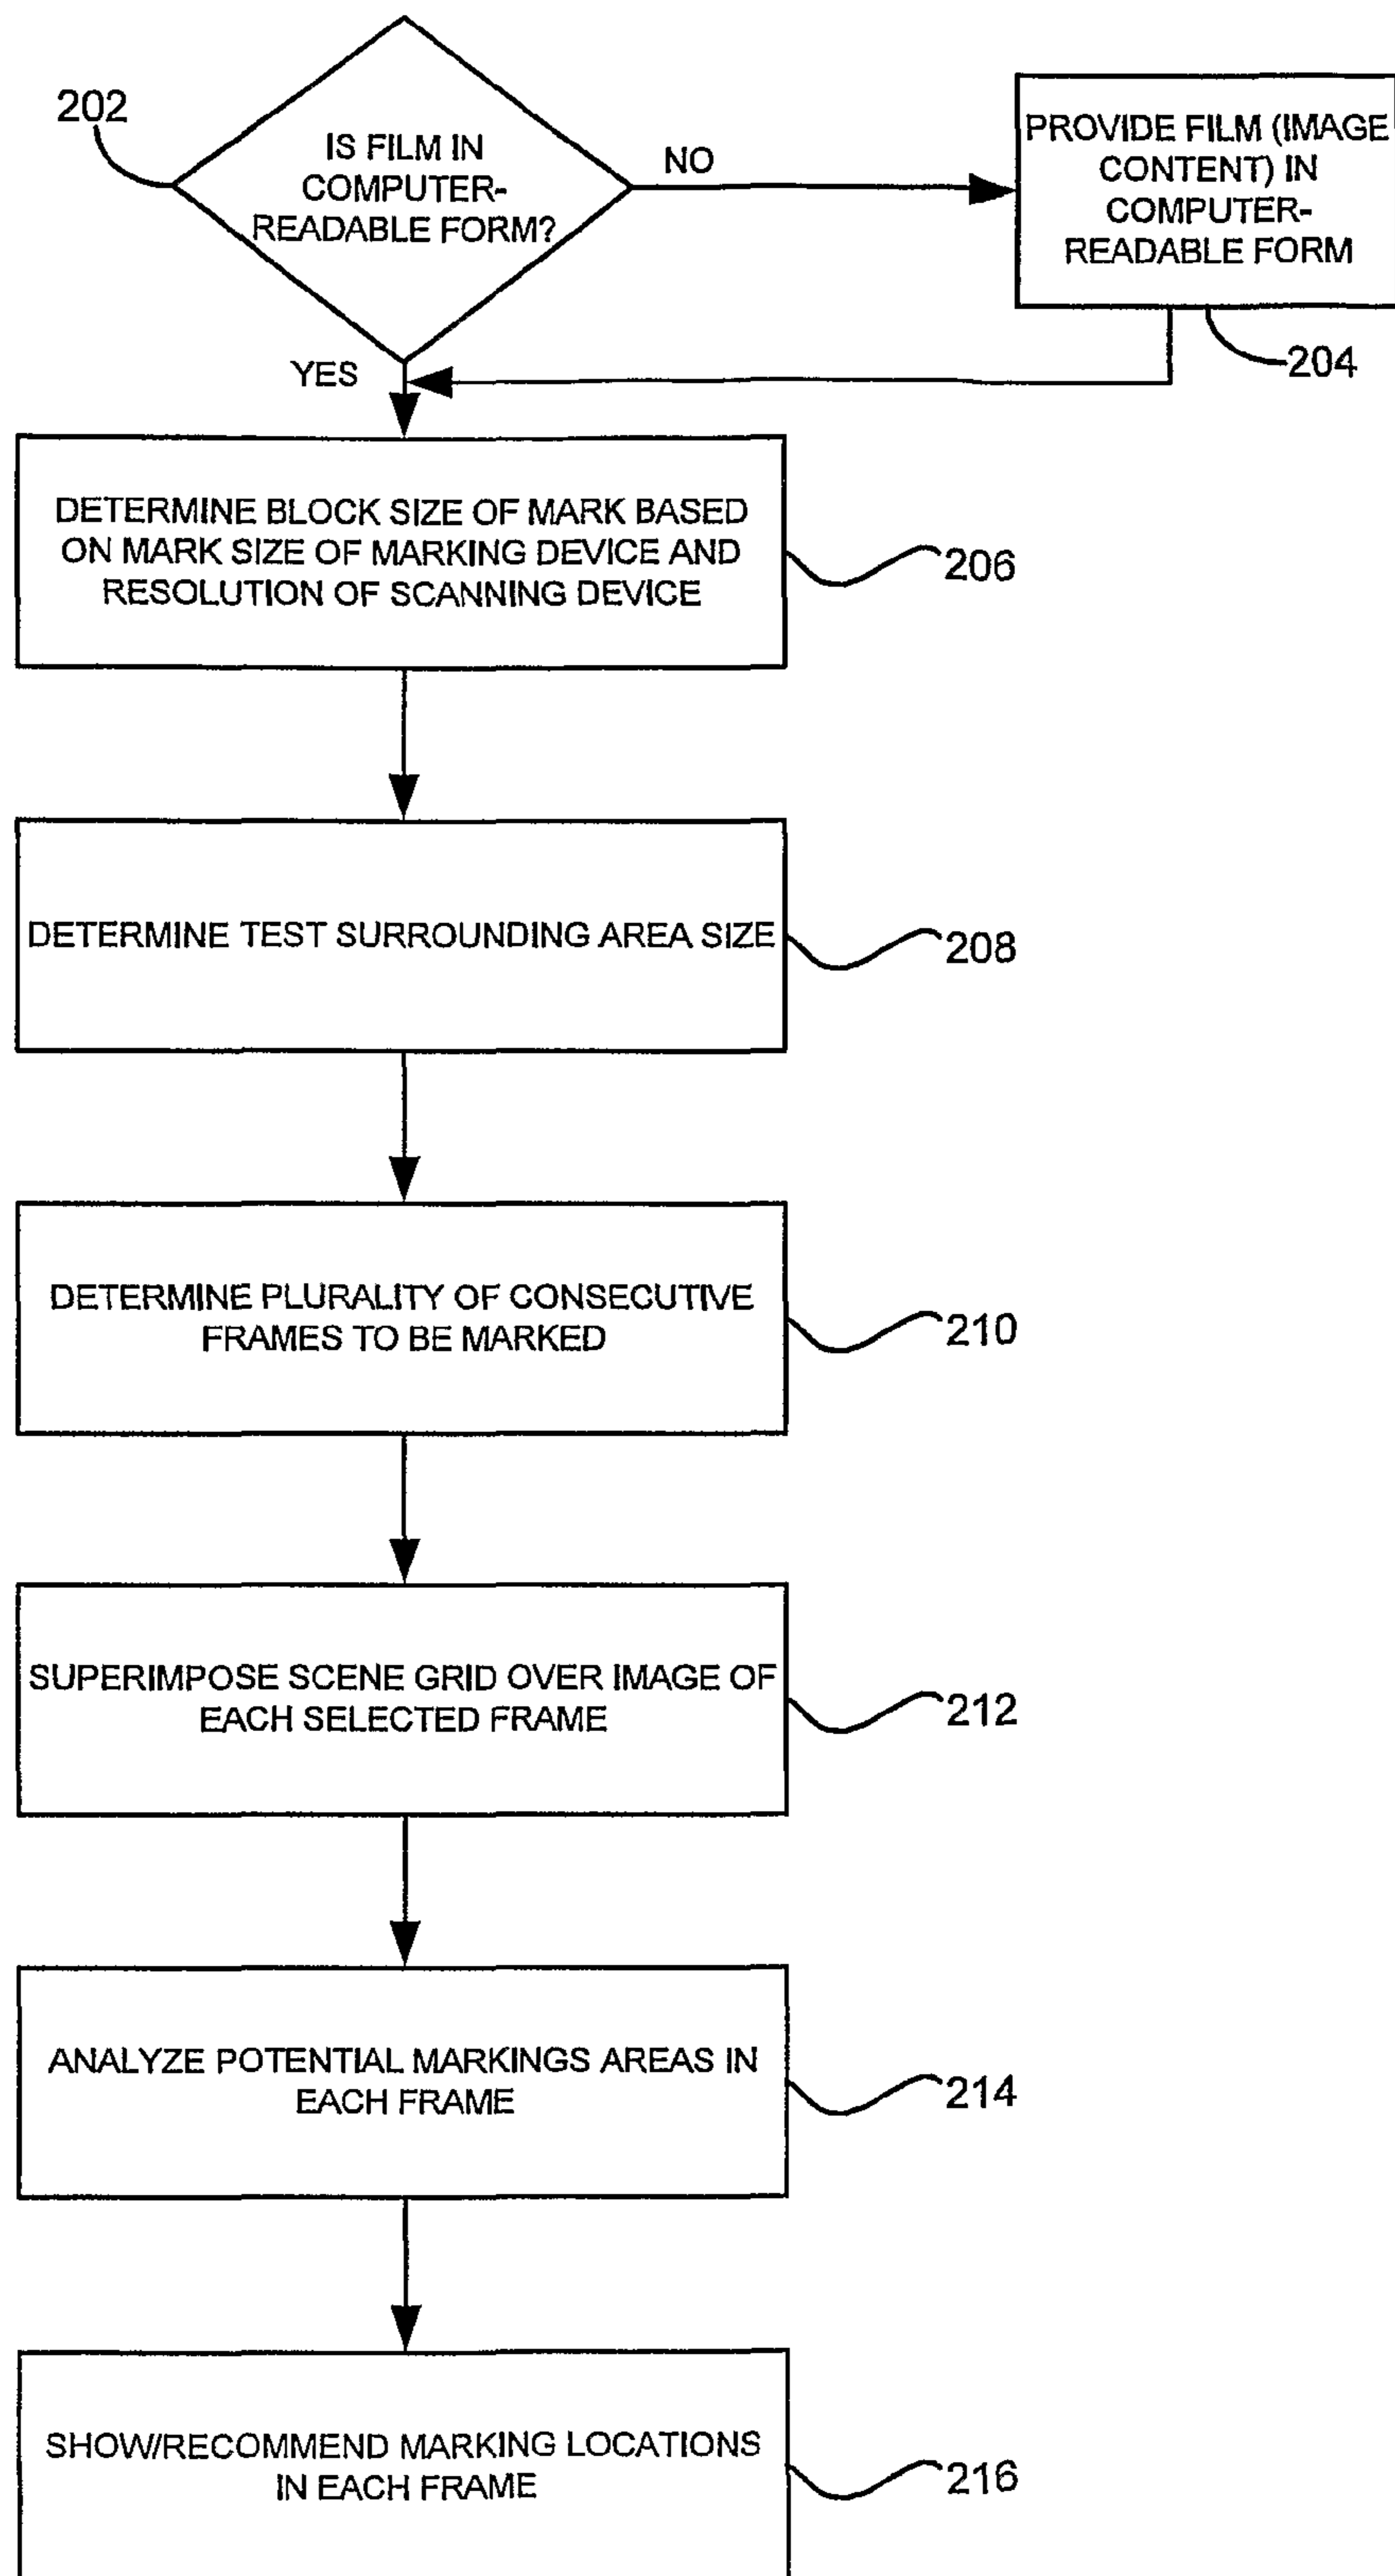 202
IS FILM IN
COMPUTER-
READABLE FORM?
NO
PROVIDE FILM (IMAGE
CONTENT) IN
COMPUTER-
READABLE FORM
204
YES
DETERMINE BLOCK SIZE OF MARK BASED
ON MARK SIZE OF MARKING DEVICE AND
RESOLUTION OF SCANNING DEVICE
206
DETERMINE TEST SURROUNDING AREA SIZE
208
DETERMINE PLURALITY OF CONSECUTIVE
FRAMES TO BE MARKED
210
SUPERIMPOSE SCENE GRID OVER IMAGE OF
EACH SELECTED FRAME
212
ANALYZE POTENTIAL MARKINGS AREAS IN
EACH FRAME
214
SHOW/RECOMMEND MARKING LOCATIONS
IN EACH FRAME
216